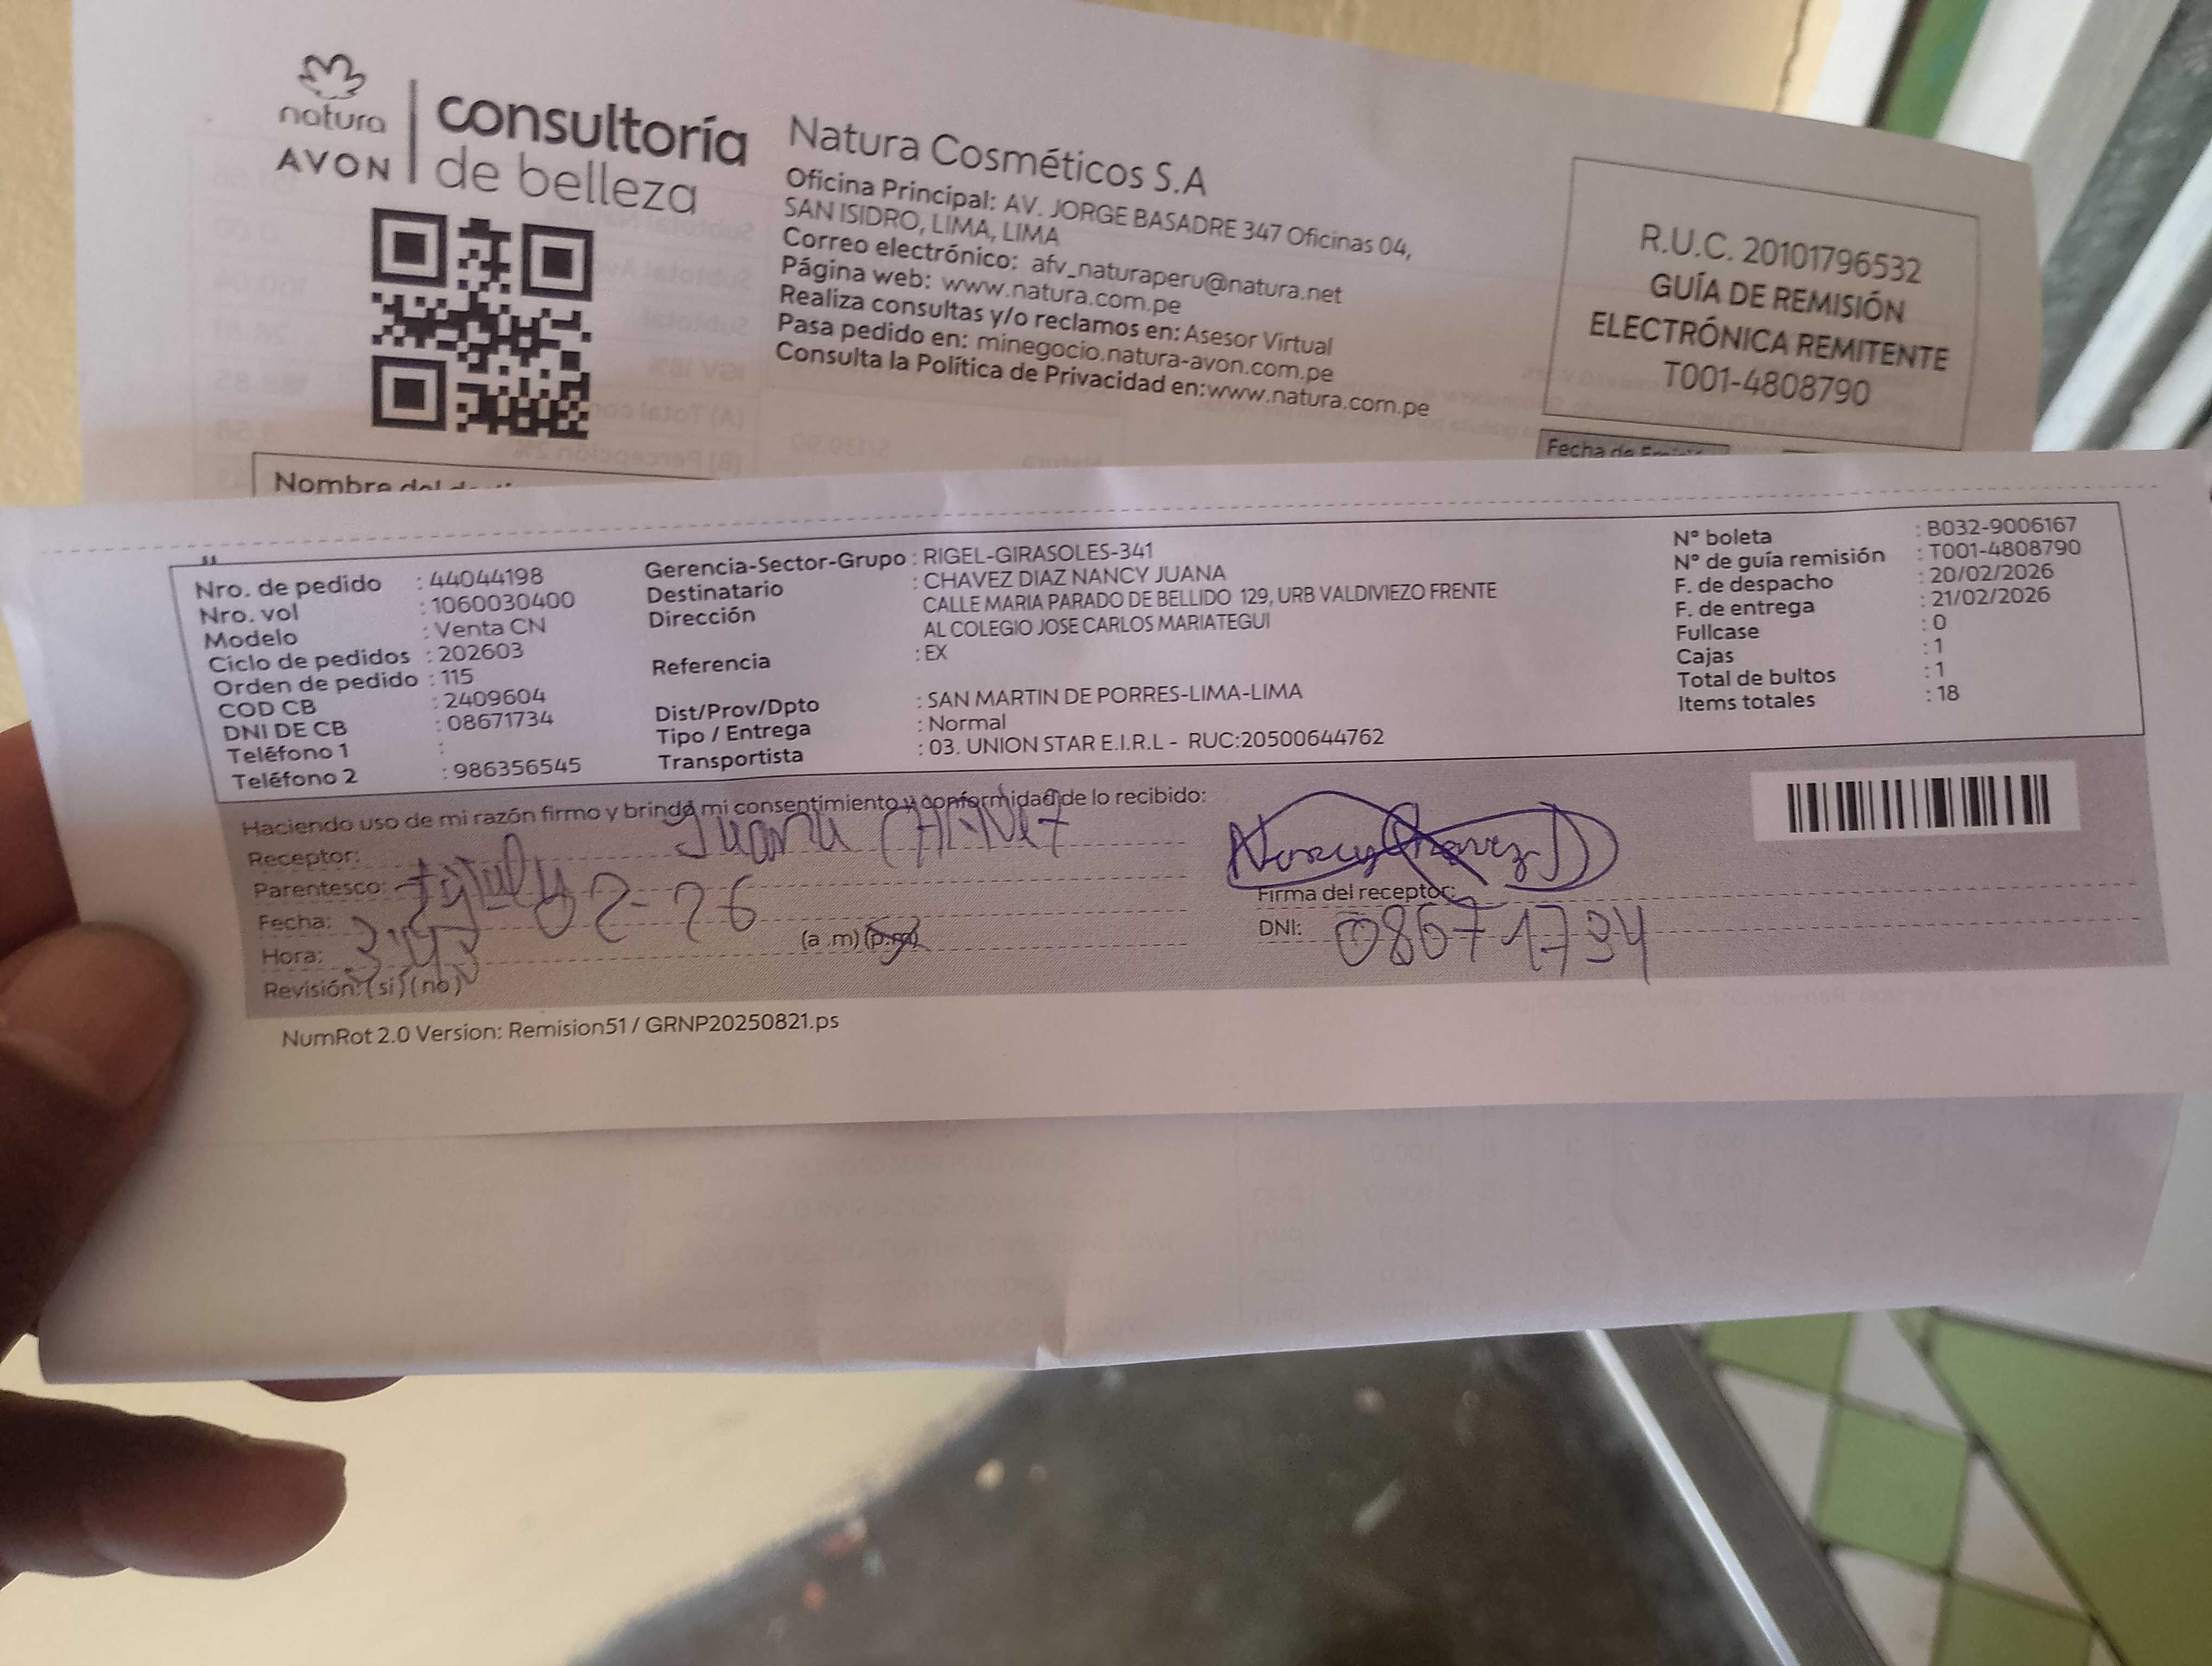 natura
AVON
consultoría
de belleza
Natura Cosméticos S.A
Oficina Principal: AV. JORGE BASADRE 347 Oficinas 04,
SAN ISIDRO, LIMA, LIMA
Correo electrónico: afv_naturaperu@natura.net
Página web: www.natura.com.pe
Realiza consultas y/o reclamos en: Asesor Virtual
Pasa pedido en: minegocio.natura-avon.com.pe
Consulta la Política de Privacidad en:www.natura.com.pe
R.U.C. 20101796532
GUÍA DE REMISIÓN
ELECTRÓNICA REMITENTE
T001-4808790
Fecha de
Nombre del
Nro. de pedido : 44044198
Nro. vol : 1060030400
Modelo : Venta CN
Ciclo de pedidos : 202603
Orden de pedido : 115
COD CB : 2409604
DNI DE CB : 08671734
Teléfono 1 :
Teléfono 2 : 986356545
Gerencia-Sector-Grupo : RIGEL-GIRASOLES-341
Destinatario : CHAVEZ DIAZ NANCY JUANA
Dirección CALLE MARIA PARADO DE BELLIDO 129, URB VALDIVIEZO FRENTE
AL COLEGIO JOSE CARLOS MARIATEGUI
Referencia : EX
Dist/Prov/Dpto : SAN MARTIN DE PORRES-LIMA-LIMA
Tipo / Entrega : Normal
Transportista : 03. UNION STAR E.I.R.L - RUC:20500644762
N° boleta : B032-9006167
N° de guía remisión : T001-4808790
F. de despacho : 20/02/2026
F. de entrega : 21/02/2026
Fullcase : 0
Cajas : 1
Total de bultos : 1
Items totales : 18
Haciendo uso de mi razón firmo y brindo mi consentimiento y conformidad de lo recibido:
Receptor: Juana
Parentesco:
Fecha: 02-26
Hora: 3:43 (a .m) (p.m)
Revisión: (si) (no)
Nancy Chavez D
Firma del receptor:
DNI: 08671734
NumRot 2.0 Version: Remision51 / GRNP20250821.ps